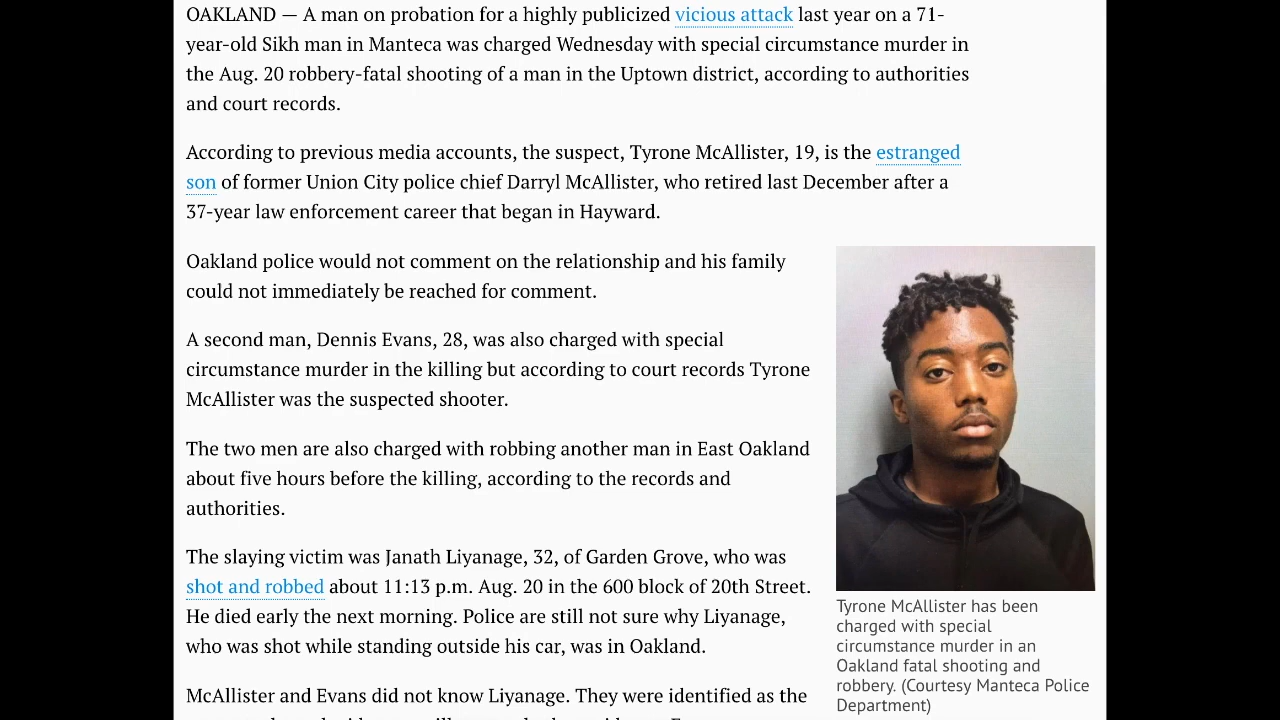 OAKLAND — A man on probation for a highly publicized vicious attack last year on a 71-
year-old Sikh man in Manteca was charged Wednesday with special circumstance murder in
the Aug. 20 robbery-fatal shooting of a man in the Uptown district, according to authorities
and court records.
According to previous media accounts, the suspect, Tyrone McAllister, 19, is the estranged
son of former Union City police chief Darryl McAllister, who retired last December after a
37-year law enforcement career that began in Hayward.
Oakland police would not comment on the relationship and his family
could not immediately be reached for comment.
A second man, Dennis Evans, 28, was also charged with special
circumstance murder in the killing but according to court records Tyrone
McAllister was the suspected shooter.
The two men are also charged with robbing another man in East Oakland
about five hours before the killing, according to the records and
authorities.
The slaying victim was Janath Liyanage, 32, of Garden Grove, who was
shot and robbed about 11:13 p.m. Aug. 20 in the 600 block of 20th Street.
He died early the next morning. Police are still not sure why Liyanage,
who was shot while standing outside his car, was in Oakland.
McAllister and Evans did not know Liyanage. They were identified as the
Tyrone McAllister has been
charged with special
circumstance murder in an
Oakland fatal shooting and
robbery. (Courtesy Manteca Police
Department)